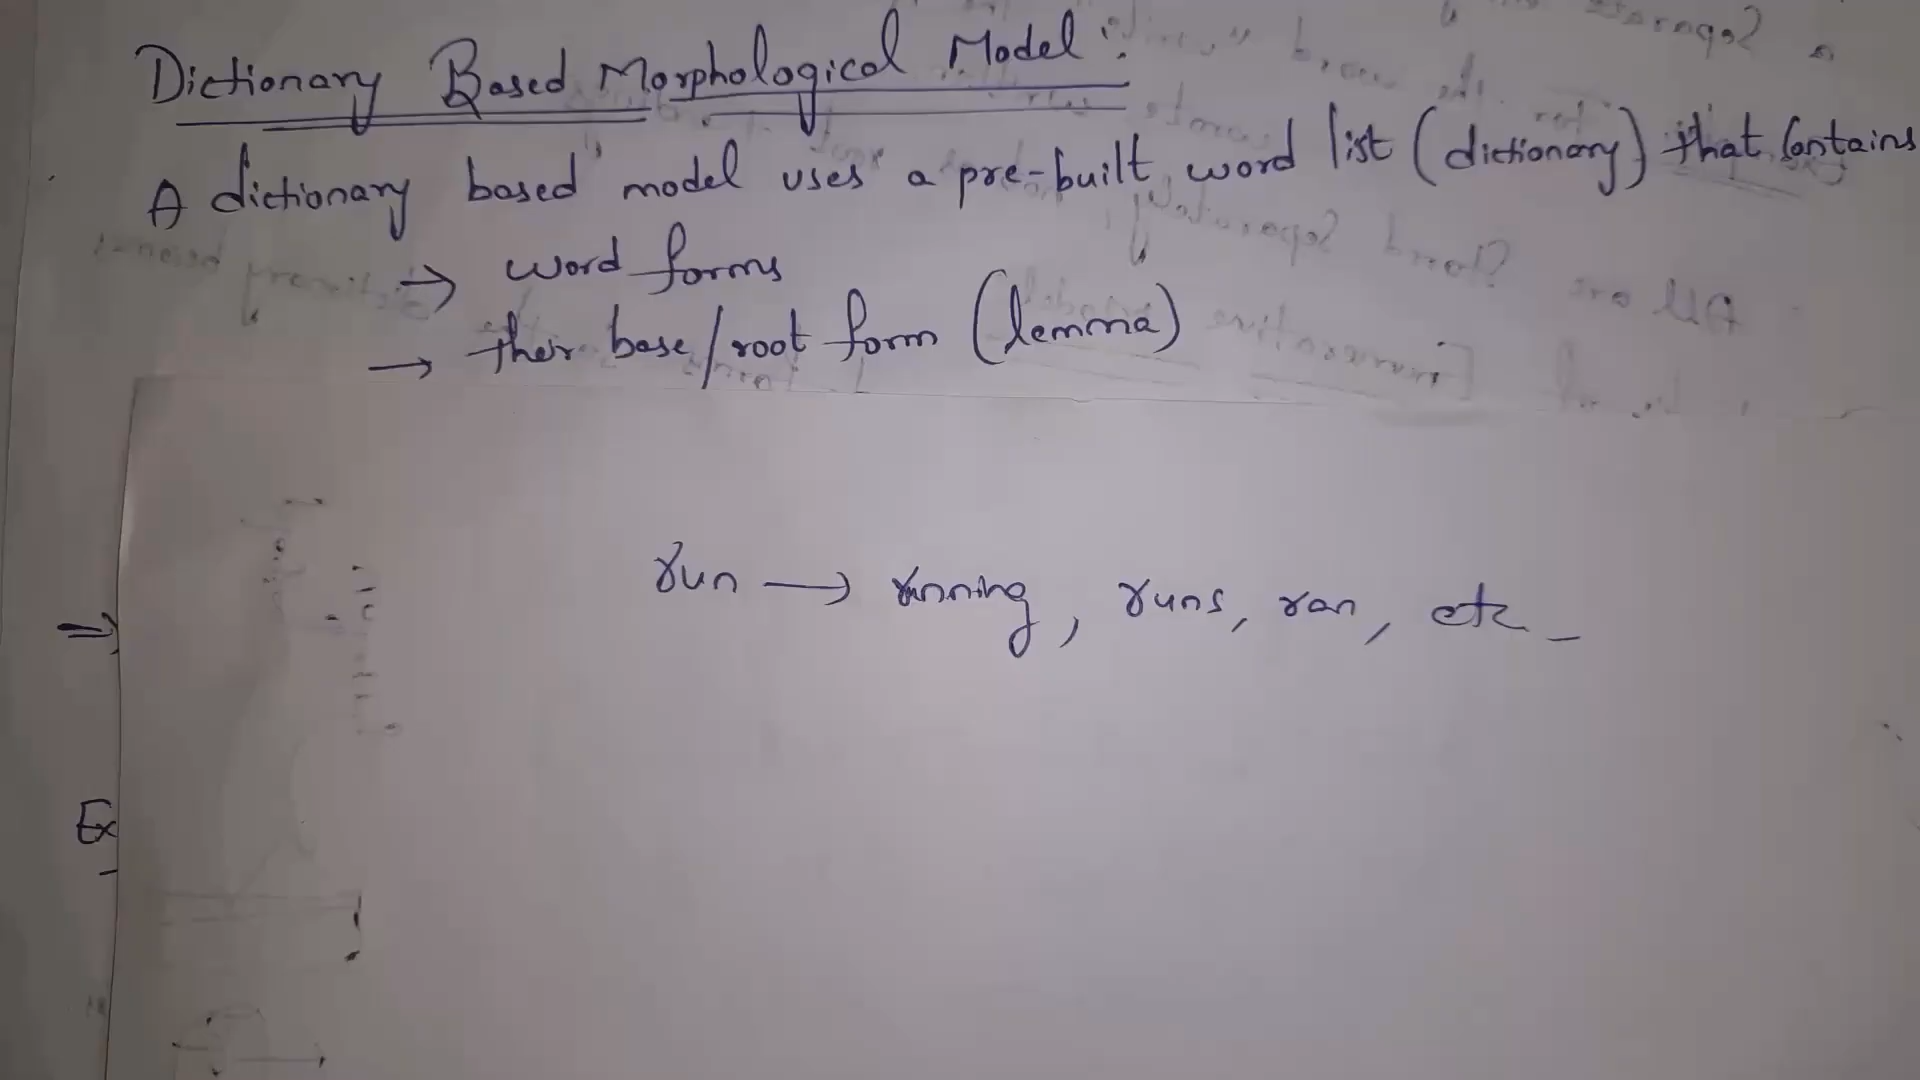 Dictionary Based Morphological Model :
A dictionary based model uses a pre-built word list (dictionary) that contains
→ word forms
→ their base/root form (lemma)
run → running, runs, ran, etc
⇒
Ex